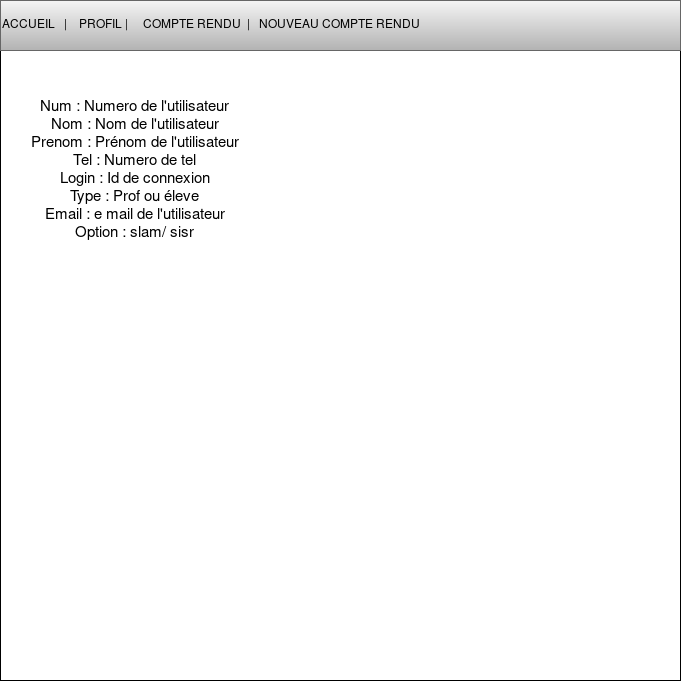 ACCUEIL | PROFIL | COMPTE RENDU | NOUVEAU COMPTE RENDU
Num : Numero de l'utilisateur
Nom : Nom de l'utilisateur
Prenom : Prénom de l'utilisateur
Tel : Numero de tel
Login : Id de connexion
Type : Prof ou éleve
Email : e mail de l'utilisateur
Option : slam/ sisr